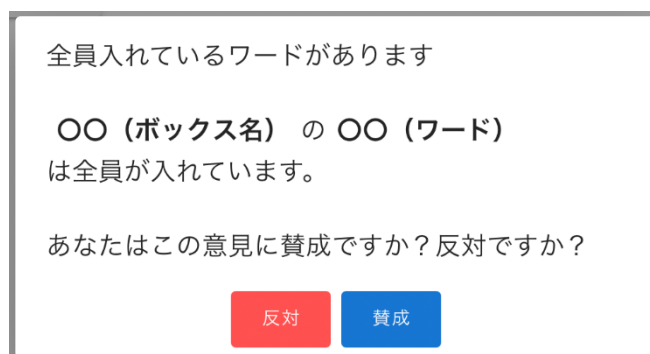 全員入れているワードがあります
〇〇（ボックス名） の 〇〇（ワード）
は全員が入れています。
あなたはこの意見に賛成ですか？反対ですか？
反対 賛成